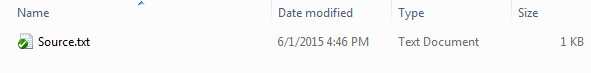 Name Date modified Type Size
Source.txt 6/1/2015 4:46 PM Text Document 1 KB